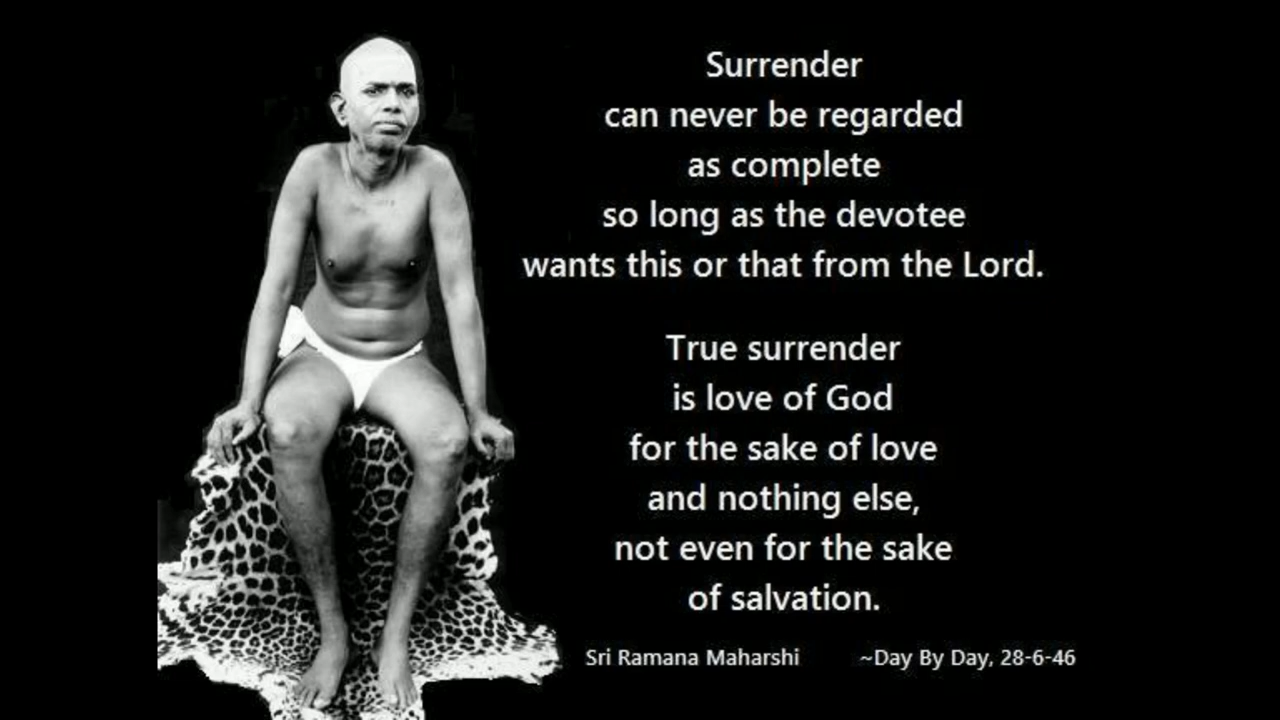 Surrender
can never be regarded
as complete
so long as the devotee
wants this or that from the Lord.
True surrender
is love of God
for the sake of love
and nothing else,
not even for the sake
of salvation.
Sri Ramana Maharshi ~Day By Day, 28-6-46